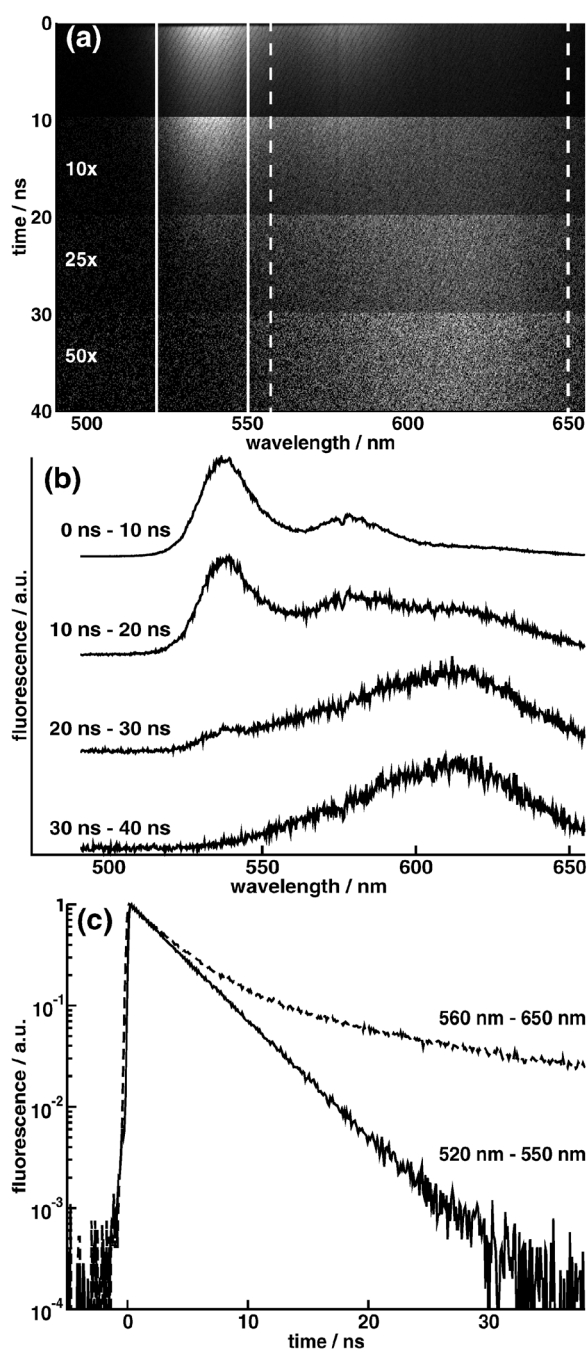 (a)
0
10
20
30
40
time / ns
10x
25x
50x
500 550 600 650
wavelength / nm
(b)
0 ns - 10 ns
10 ns - 20 ns
20 ns - 30 ns
30 ns - 40 ns
fluorescence / a.u.
500 550 600 650
wavelength / nm
(c)
1
10-1
10-2
10-3
10-4
fluorescence / a.u.
560 nm - 650 nm
520 nm - 550 nm
0 10 20 30
time / ns